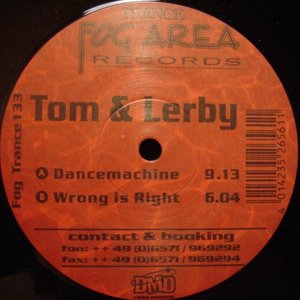 TRANCE
FOG AREA
RECORDS
Tom & Lerby
Fog Trance 133
A Dancemachine 9.13
B Wrong is Right 6.04
4 014235 265611
contact & booking
fon: ++ 49 (0)6571 / 969292
fax: ++ 49 (0)6571 / 969294
DMD